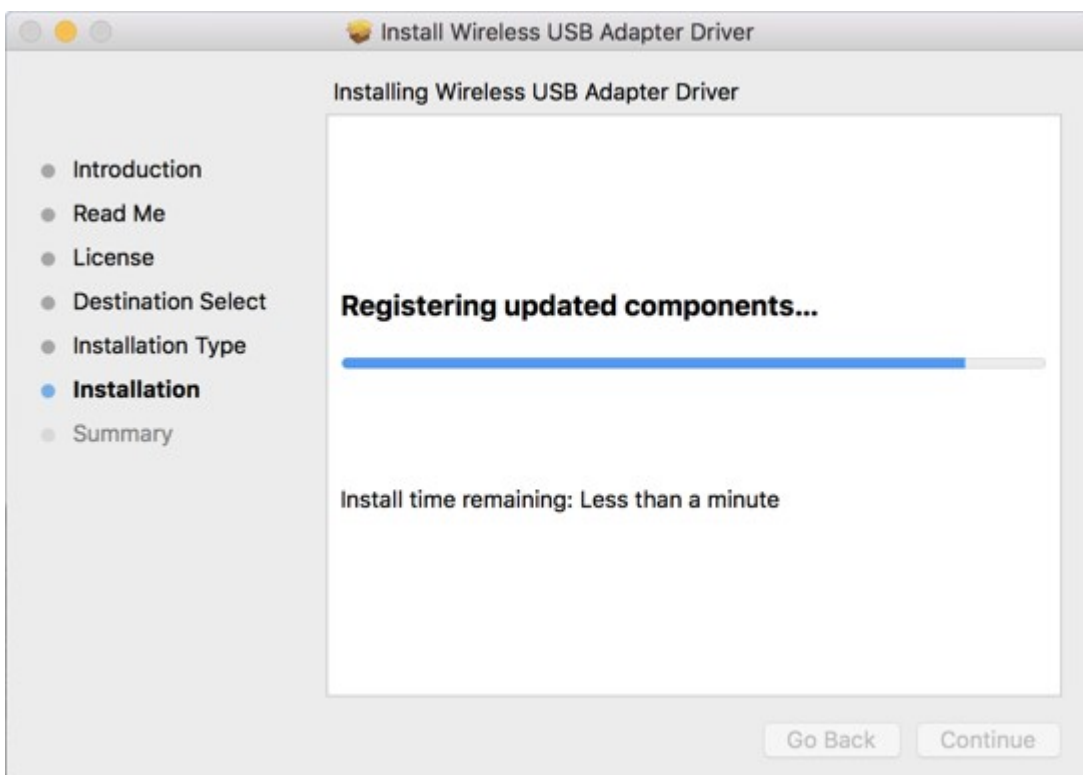 Install Wireless USB Adapter Driver
Installing Wireless USB Adapter Driver
Introduction
Read Me
License
Destination Select
Installation Type
Installation
Summary
Registering updated components...
Install time remaining: Less than a minute
Go Back
Continue